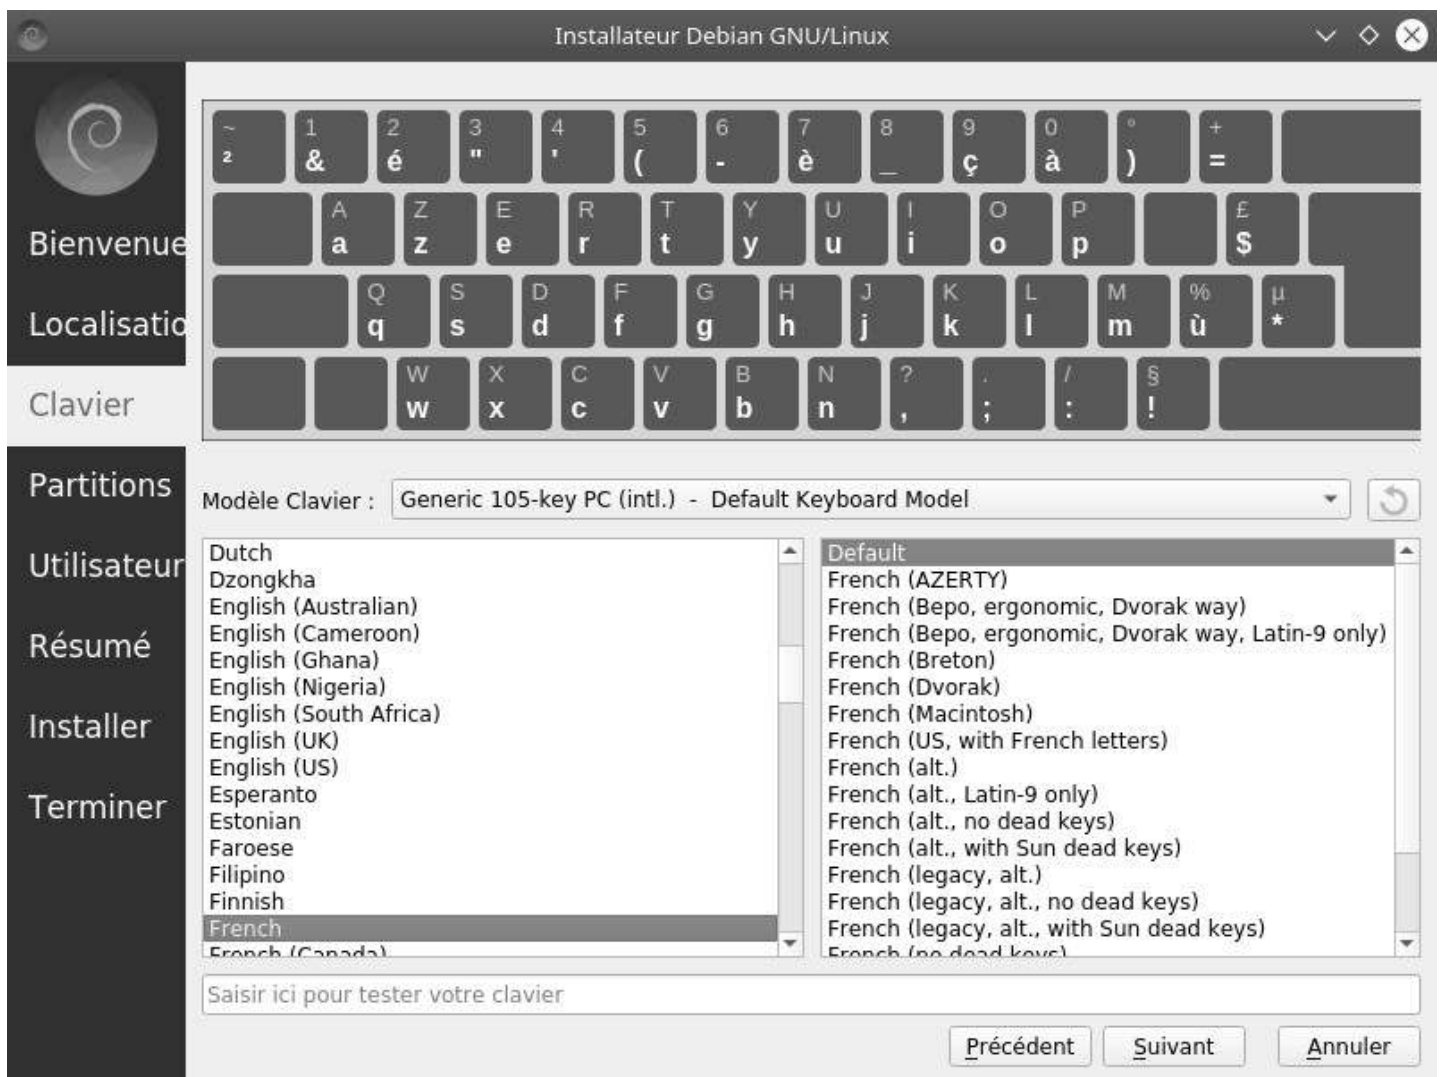 Installateur Debian GNU/Linux
~ 1 2 3 4 5 6 7 8 9 0 ° +
² & é " ' ( - è _ ç à ) =
A Z E R T Y U I O P £
a z e r t y u i o p $
Q S D F G H J K L M % µ
q s d f g h j k l m ù *
W X C V B N ? . / §
w x c v b n , ; : !
Bienvenue
Localisatio
Clavier
Partitions
Utilisateur
Résumé
Installer
Terminer
Modèle Clavier : Generic 105-key PC (intl.) - Default Keyboard Model
Dutch
Dzongkha
English (Australian)
English (Cameroon)
English (Ghana)
English (Nigeria)
English (South Africa)
English (UK)
English (US)
Esperanto
Estonian
Faroese
Filipino
Finnish
French
French (Canada)
Default
French (AZERTY)
French (Bepo, ergonomic, Dvorak way)
French (Bepo, ergonomic, Dvorak way, Latin-9 only)
French (Breton)
French (Dvorak)
French (Macintosh)
French (US, with French letters)
French (alt.)
French (alt., Latin-9 only)
French (alt., no dead keys)
French (alt., with Sun dead keys)
French (legacy, alt.)
French (legacy, alt., no dead keys)
French (legacy, alt., with Sun dead keys)
French (no dead keys)
Saisir ici pour tester votre clavier
Précédent
Suivant
Annuler